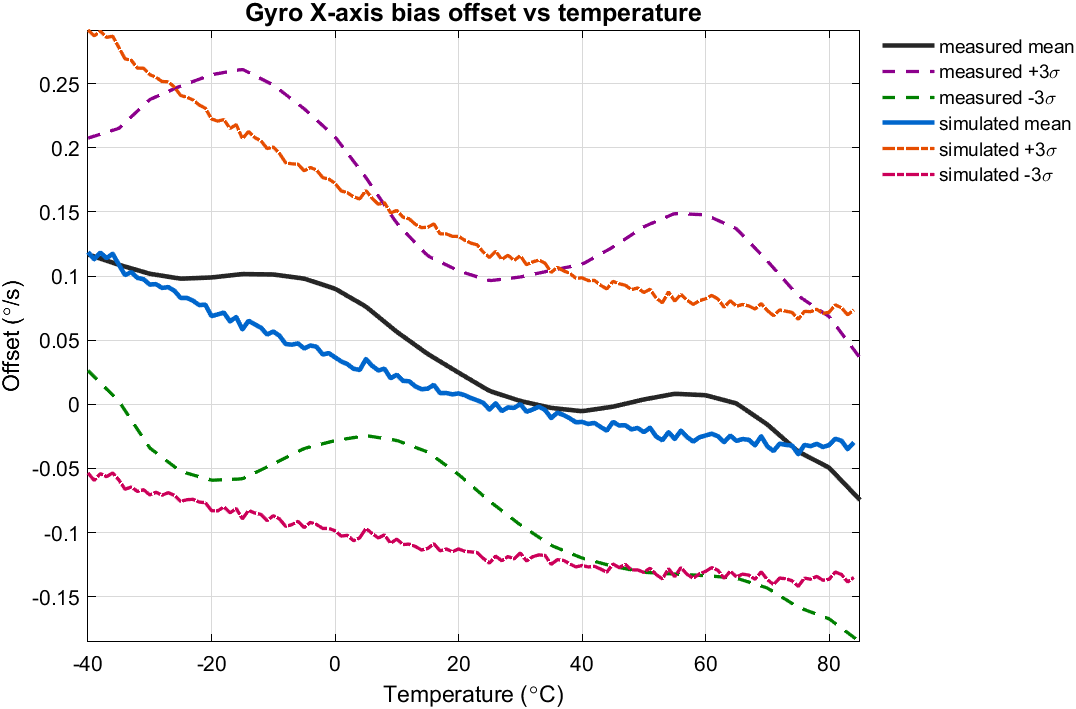 Gyro X-axis bias offset vs temperature
measured mean
measured +3σ
measured -3σ
simulated mean
simulated +3σ
simulated -3σ
0.25
0.2
0.15
0.1
0.05
0
-0.05
-0.1
-0.15
Offset (°/s)
-40 -20 0 20 40 60 80
Temperature (°C)